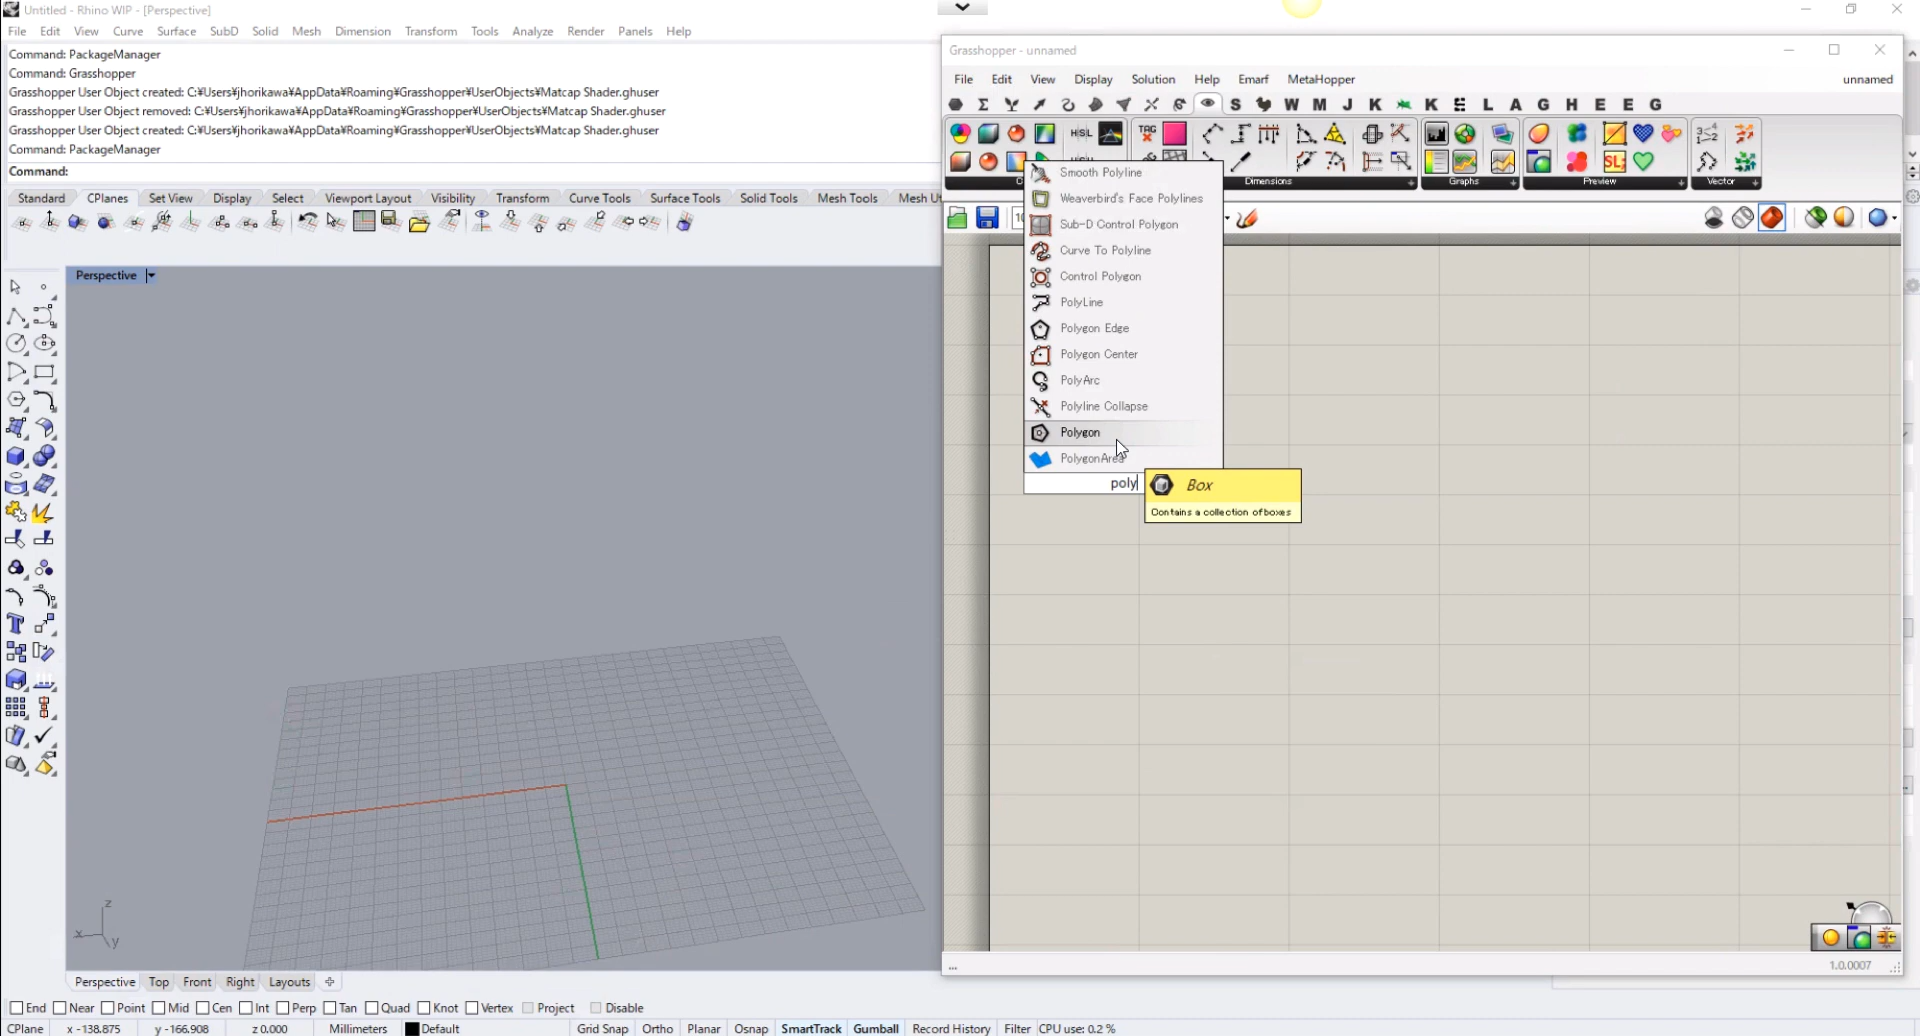 Untitled - Rhino WIP - [Perspective]
File Edit View Curve Surface SubD Solid Mesh Dimension Transform Tools Analyze Render Panels Help
Command: PackageManager
Command: Grasshopper
Grasshopper User Object created: C:¥Users¥jhorikawa¥AppData¥Roaming¥Grasshopper¥UserObjects¥Matcap Shader.ghuser
Grasshopper User Object removed: C:¥Users¥jhorikawa¥AppData¥Roaming¥Grasshopper¥UserObjects¥Matcap Shader.ghuser
Grasshopper User Object created: C:¥Users¥jhorikawa¥AppData¥Roaming¥Grasshopper¥UserObjects¥Matcap Shader.ghuser
Command: PackageManager
Command:
Standard CPlanes Set View Display Select Viewport Layout Visibility Transform Curve Tools Surface Tools Solid Tools Mesh Tools Mesh Ut
Perspective
Grasshopper - unnamed
File Edit View Display Solution Help Emarf MetaHopper unnamed
S W M J K K L A G H E E G
HSL TAG
Dimensions Graphs Preview Vector
Smooth Polyline
Weaverbird's Face Polylines
Sub-D Control Polygon
Curve To Polyline
Control Polygon
PolyLine
Polygon Edge
Polygon Center
PolyArc
Polyline Collapse
Polygon
PolygonArea
poly
Box
Contains a collection of boxes
z
x
y
1.0.0007
Perspective Top Front Right Layouts
End Near Point Mid Cen Int Perp Tan Quad Knot Vertex Project Disable
CPlane x -138.875 y -166.908 z 0.000 Millimeters Default Grid Snap Ortho Planar Osnap SmartTrack Gumball Record History Filter CPU use: 0.2 %